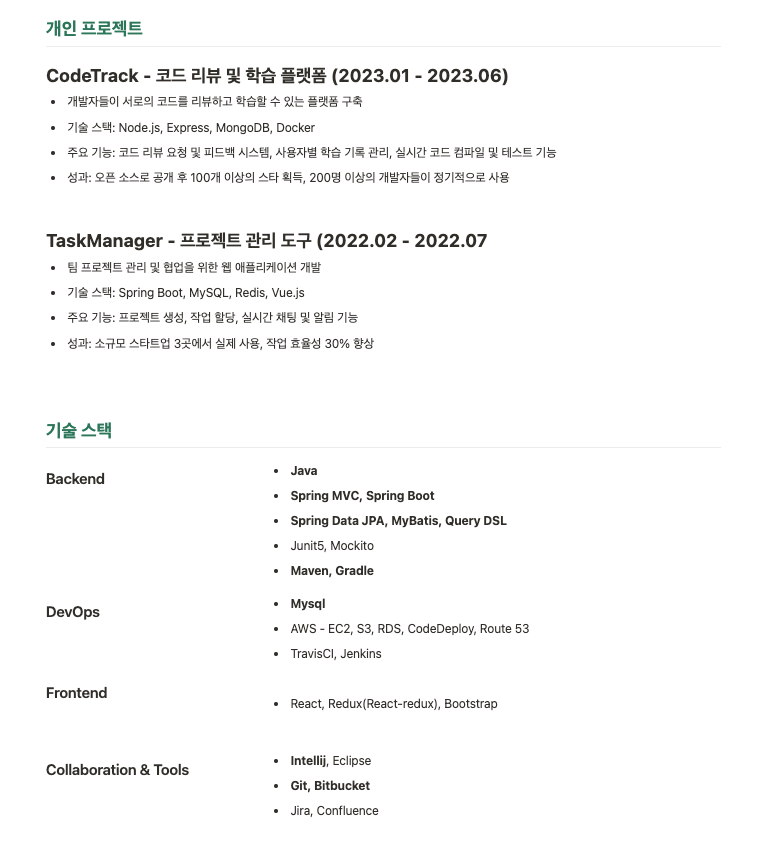 개인 프로젝트
CodeTrack - 코드 리뷰 및 학습 플랫폼 (2023.01 - 2023.06)
• 개발자들이 서로의 코드를 리뷰하고 학습할 수 있는 플랫폼 구축
• 기술 스택: Node.js, Express, MongoDB, Docker
• 주요 기능: 코드 리뷰 요청 및 피드백 시스템, 사용자별 학습 기록 관리, 실시간 코드 컴파일 및 테스트 기능
• 성과: 오픈 소스로 공개 후 100개 이상의 스타 획득, 200명 이상의 개발자들이 정기적으로 사용
TaskManager - 프로젝트 관리 도구 (2022.02 - 2022.07
• 팀 프로젝트 관리 및 협업을 위한 웹 애플리케이션 개발
• 기술 스택: Spring Boot, MySQL, Redis, Vue.js
• 주요 기능: 프로젝트 생성, 작업 할당, 실시간 채팅 및 알림 기능
• 성과: 소규모 스타트업 3곳에서 실제 사용, 작업 효율성 30% 향상
기술 스택
Backend
• Java
• Spring MVC, Spring Boot
• Spring Data JPA, MyBatis, Query DSL
• Junit5, Mockito
• Maven, Gradle
DevOps
• Mysql
• AWS - EC2, S3, RDS, CodeDeploy, Route 53
• TravisCI, Jenkins
Frontend
• React, Redux(React-redux), Bootstrap
Collaboration & Tools
• Intellij, Eclipse
• Git, Bitbucket
• Jira, Confluence